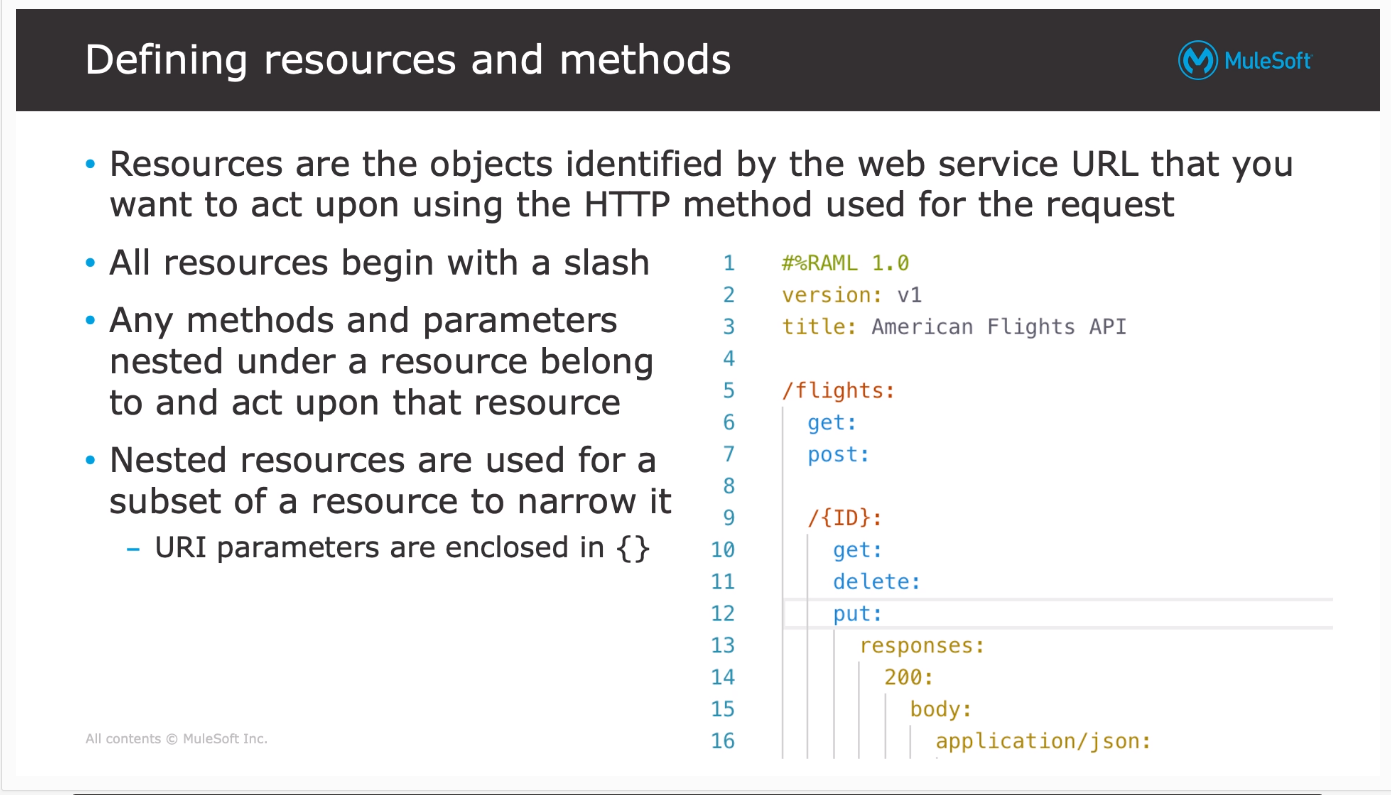 Defining resources and methods
MuleSoft
• Resources are the objects identified by the web service URL that you
want to act upon using the HTTP method used for the request
• All resources begin with a slash
• Any methods and parameters
nested under a resource belong
to and act upon that resource
• Nested resources are used for a
subset of a resource to narrow it
– URI parameters are enclosed in {}
1 #%RAML 1.0
2 version: v1
3 title: American Flights API
4
5 /flights:
6 get:
7 post:
8
9 /{ID}:
10 get:
11 delete:
12 put:
13 responses:
14 200:
15 body:
16 application/json:
All contents © MuleSoft Inc.